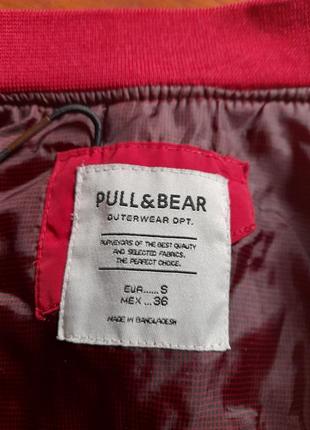 PULL&BEAR
OUTERWEAR DPT.
PURVEYORS OF THE BEST QUALITY
AND SELECTED FABRICS.
THE PERFECT CHOICE.
EUR......S
MEX ...36
MADE IN BANGLADESH